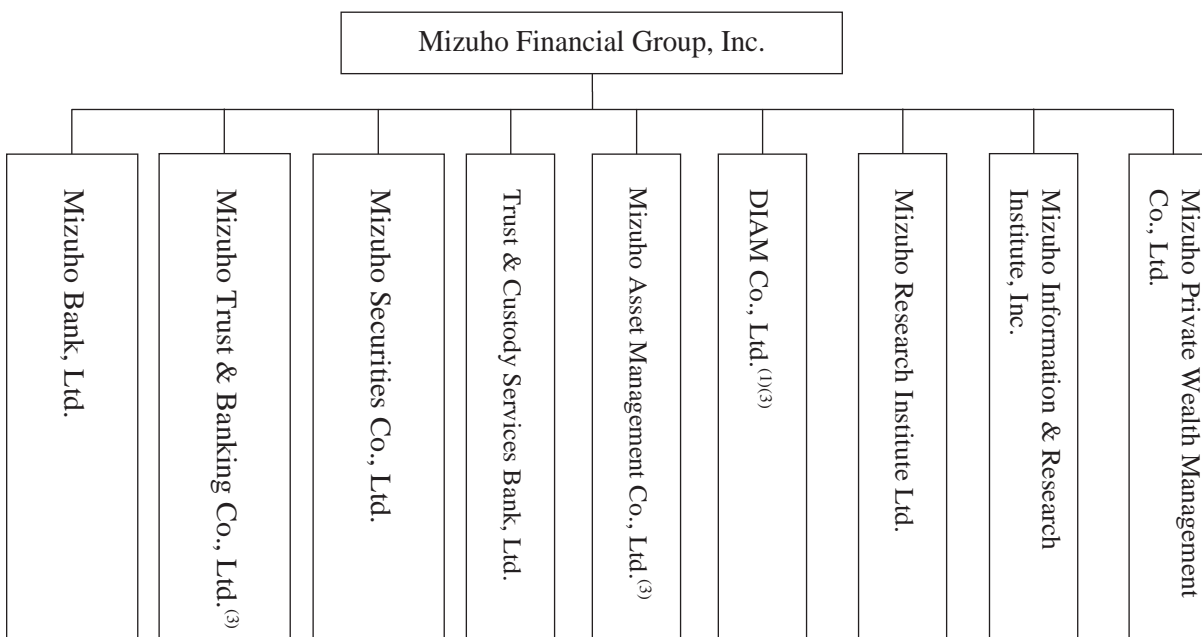 Mizuho Financial Group, Inc.
Mizuho Bank, Ltd.
Mizuho Trust & Banking Co., Ltd.(3)
Mizuho Securities Co., Ltd.
Trust & Custody Services Bank, Ltd.
Mizuho Asset Management Co., Ltd.(3)
DIAM Co., Ltd.(1)(3)
Mizuho Research Institute Ltd.
Mizuho Information & Research
Institute, Inc.
Mizuho Private Wealth Management
Co., Ltd.